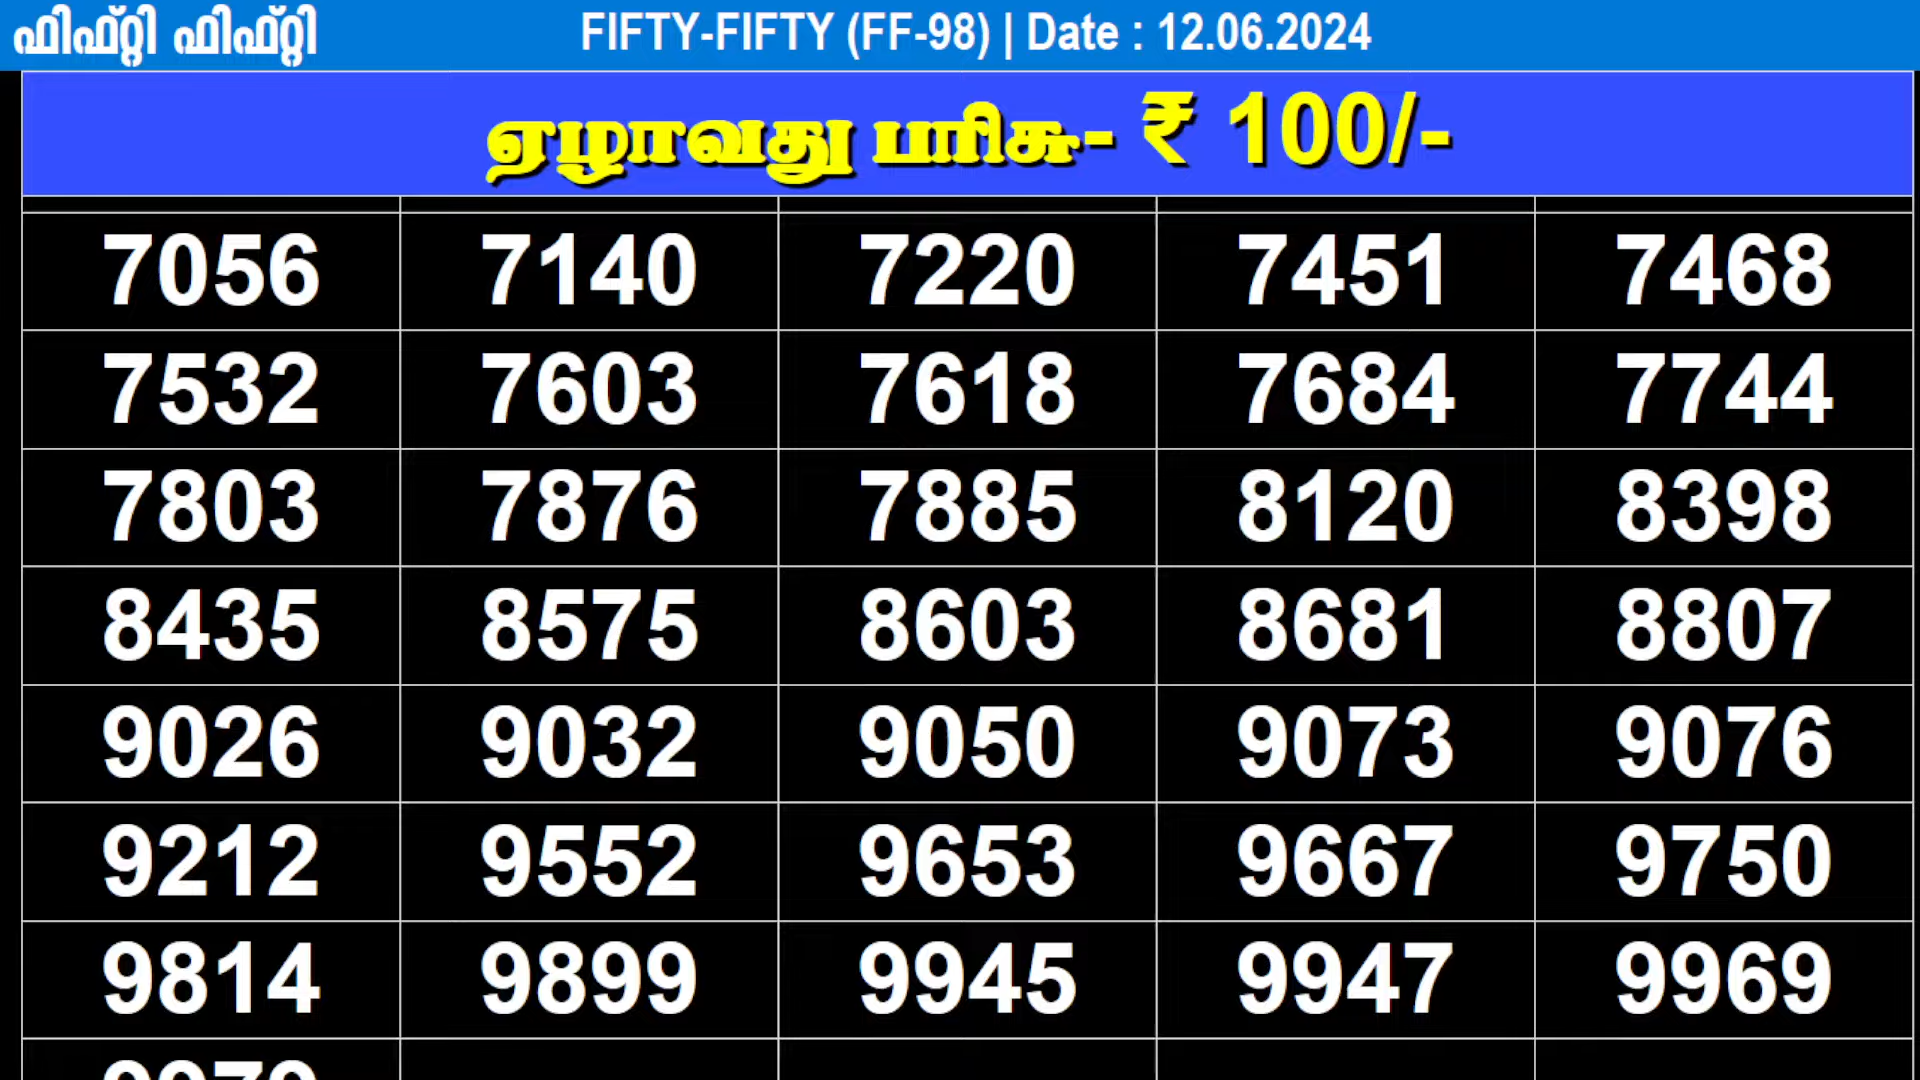 ഫിഫ്റ്റി ഫിഫ്റ്റി FIFTY-FIFTY (FF-98) | Date : 12.06.2024
ஏழாவது பரிசு- ₹ 100/-
7056 7140 7220 7451 7468
7532 7603 7618 7684 7744
7803 7876 7885 8120 8398
8435 8575 8603 8681 8807
9026 9032 9050 9073 9076
9212 9552 9653 9667 9750
9814 9899 9945 9947 9969